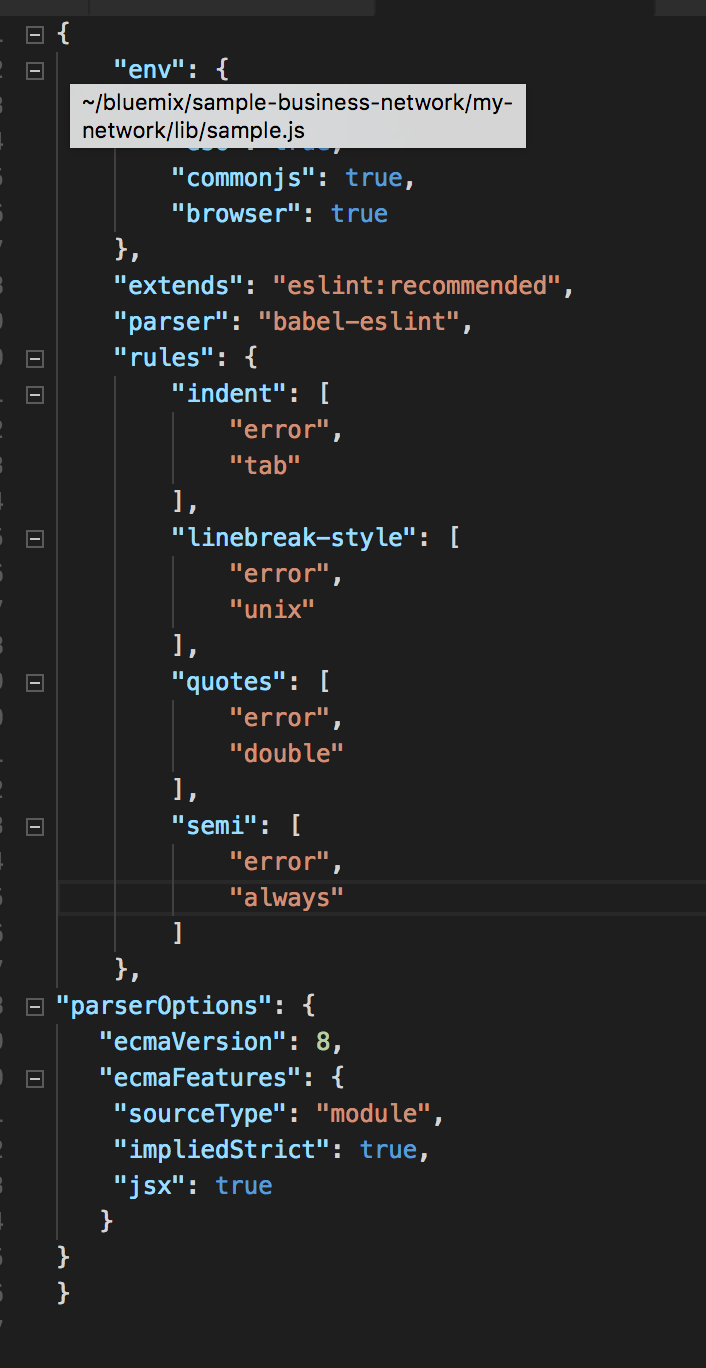 {
"env": {
~/bluemix/sample-business-network/my-
network/lib/sample.js
"commonjs": true,
"browser": true
},
"extends": "eslint:recommended",
"parser": "babel-eslint",
"rules": {
"indent": [
"error",
"tab"
],
"linebreak-style": [
"error",
"unix"
],
"quotes": [
"error",
"double"
],
"semi": [
"error",
"always"
]
},
"parserOptions": {
"ecmaVersion": 8,
"ecmaFeatures": {
"sourceType": "module",
"impliedStrict": true,
"jsx": true
}
}
}